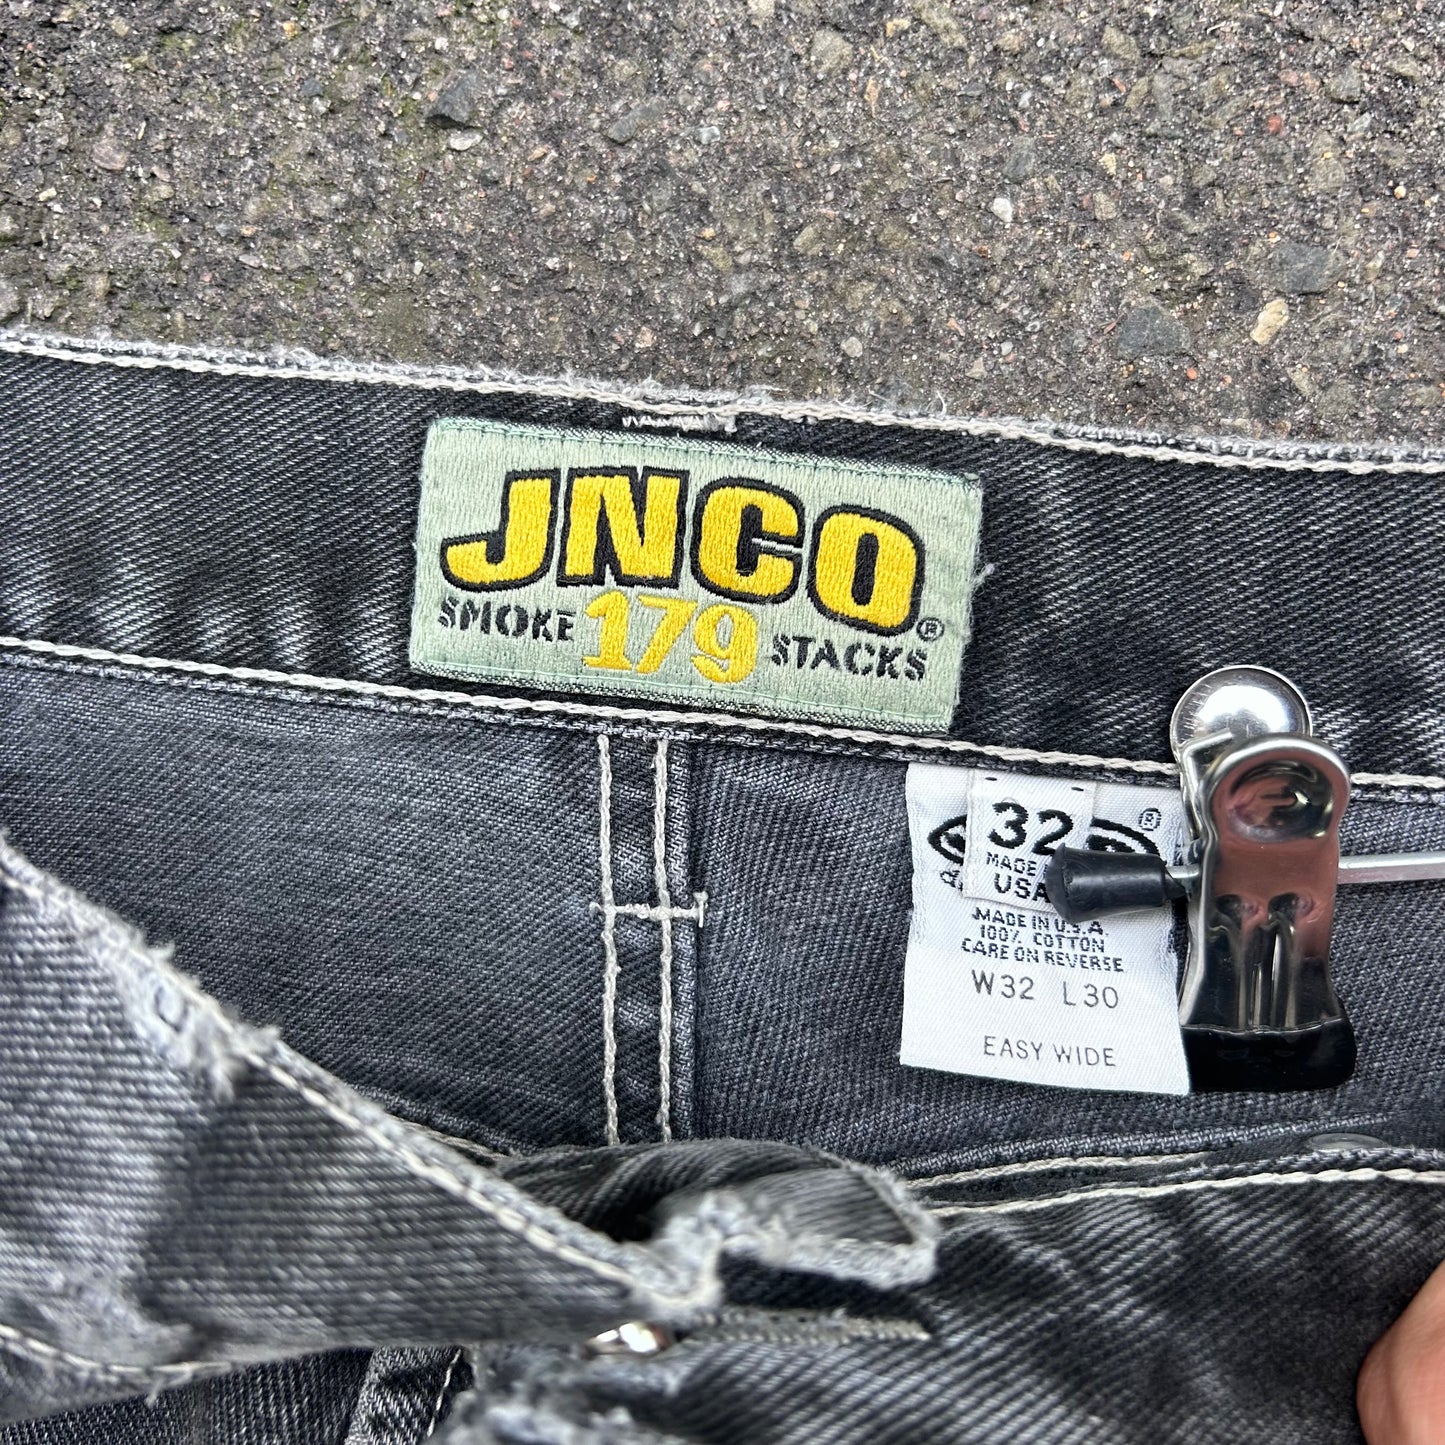 JNCO®
SMOKE 179 STACKS
®
32
MADE
USA
MADE IN U.S.A.
100% COTTON
CARE ON REVERSE
W32 L30
EASY WIDE